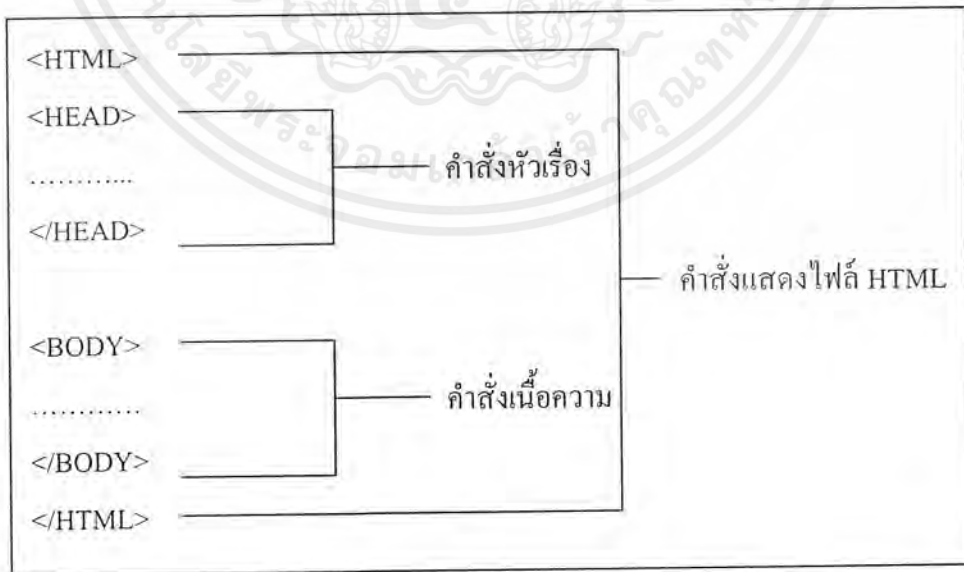 <HTML>
<HEAD>
คำสั่งหัวเรื่อง
.............
</HEAD>
คำสั่งแสดงไฟล์ HTML
<BODY>
คำสั่งเนื้อความ
............
</BODY>
</HTML>